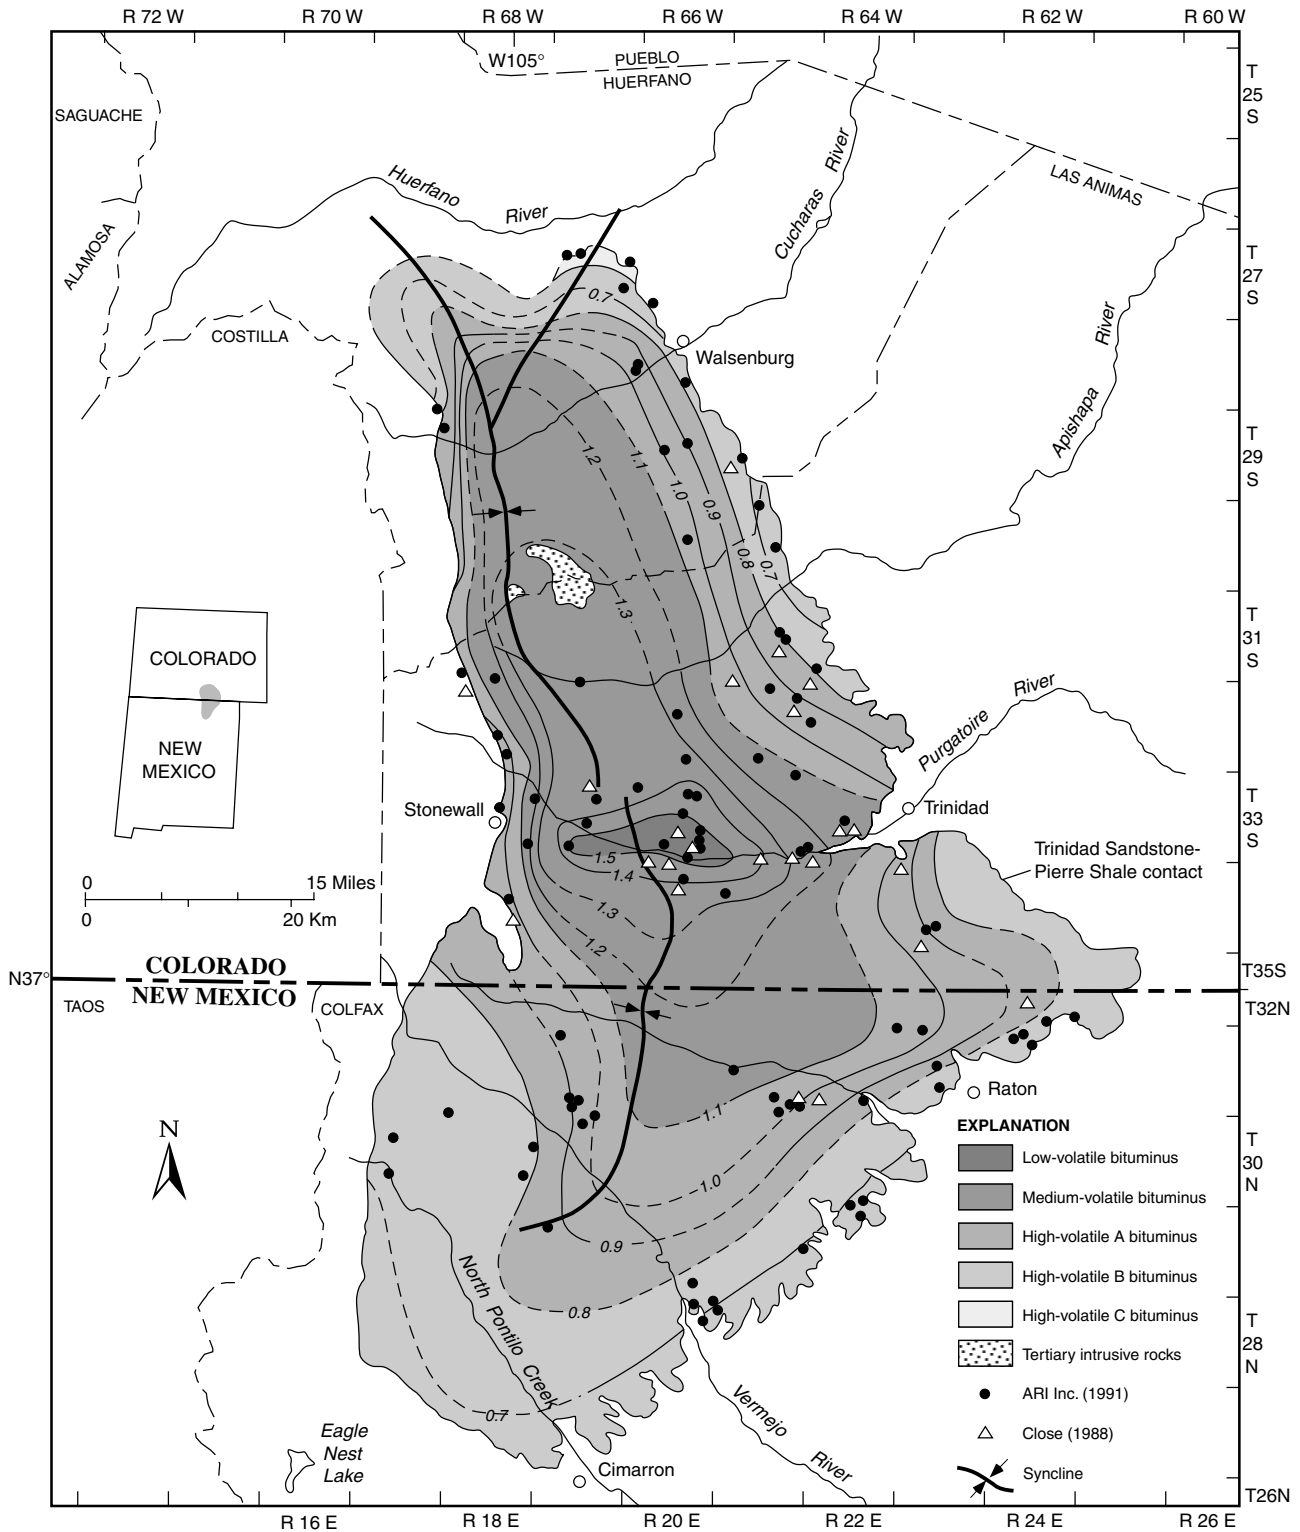 R 72 W R 70 W R 68 W R 66 W R 64 W R 62 W R 60 W
W105°
PUEBLO
HUERFANO
SAGUACHE
T
25
S
LAS ANIMAS
Huerfano
River
Cucharas River
ALAMOSA
T
27
S
COSTILLA
0.7
Walsenburg
Apishapa River
T
29
S
1.2
1.1
1.0
0.9
0.8
0.7
1.3
T
31
S
COLORADO
NEW
MEXICO
Purgatoire River
Stonewall
Trinidad
T
33
S
Trinidad Sandstone-
Pierre Shale contact
1.5
1.4
1.3
1.2
0 15 Miles
0 20 Km
N37°
COLORADO
NEW MEXICO
TAOS
COLFAX
T35S
T32N
Raton
1.1
1.0
0.9
0.8
0.7
N
T
30
N
T
28
N
T26N
North Pontilo Creek
Vermejo River
Eagle
Nest
Lake
Cimarron
EXPLANATION
Low-volatile bituminus
Medium-volatile bituminus
High-volatile A bituminus
High-volatile B bituminus
High-volatile C bituminus
Tertiary intrusive rocks
ARI Inc. (1991)
Close (1988)
Syncline
R 16 E R 18 E R 20 E R 22 E R 24 E R 26 E